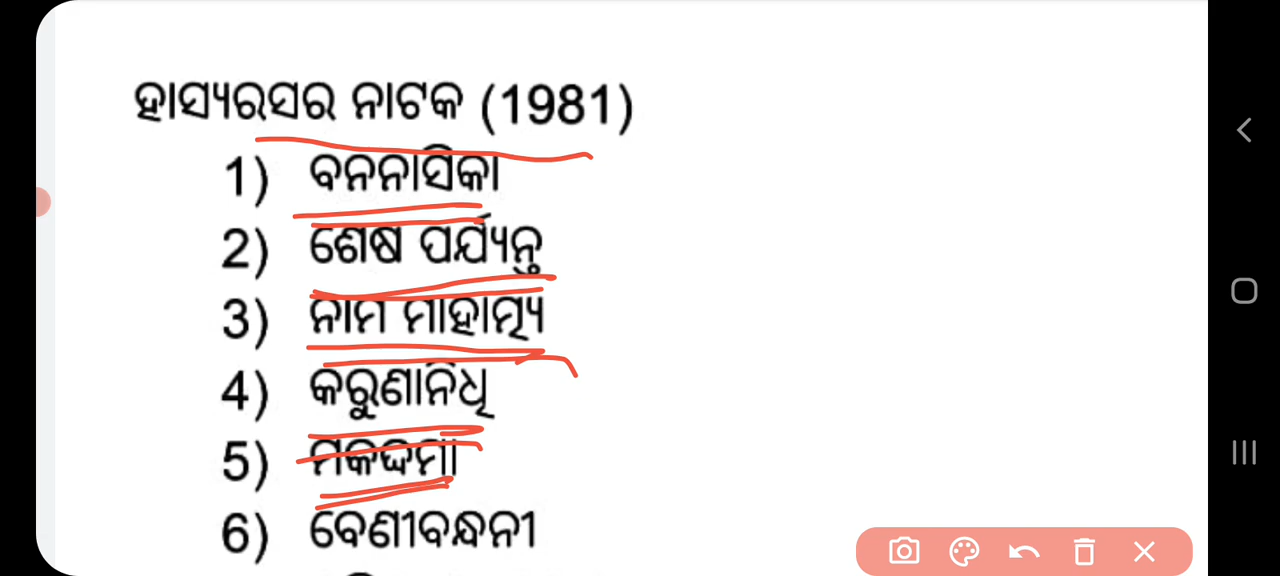 ହାସ୍ୟରସର ନାଟକ (1981)
1) ବନନାସିକା
2) ଶେଷ ପର୍ଯ୍ୟନ୍ତ
3) ନାମ ମାହାତ୍ମ୍ୟ
4) କରୁଣାନିଧି
5) ମକଦ୍ଦମା
6) ବେଣୀବନ୍ଧନୀ